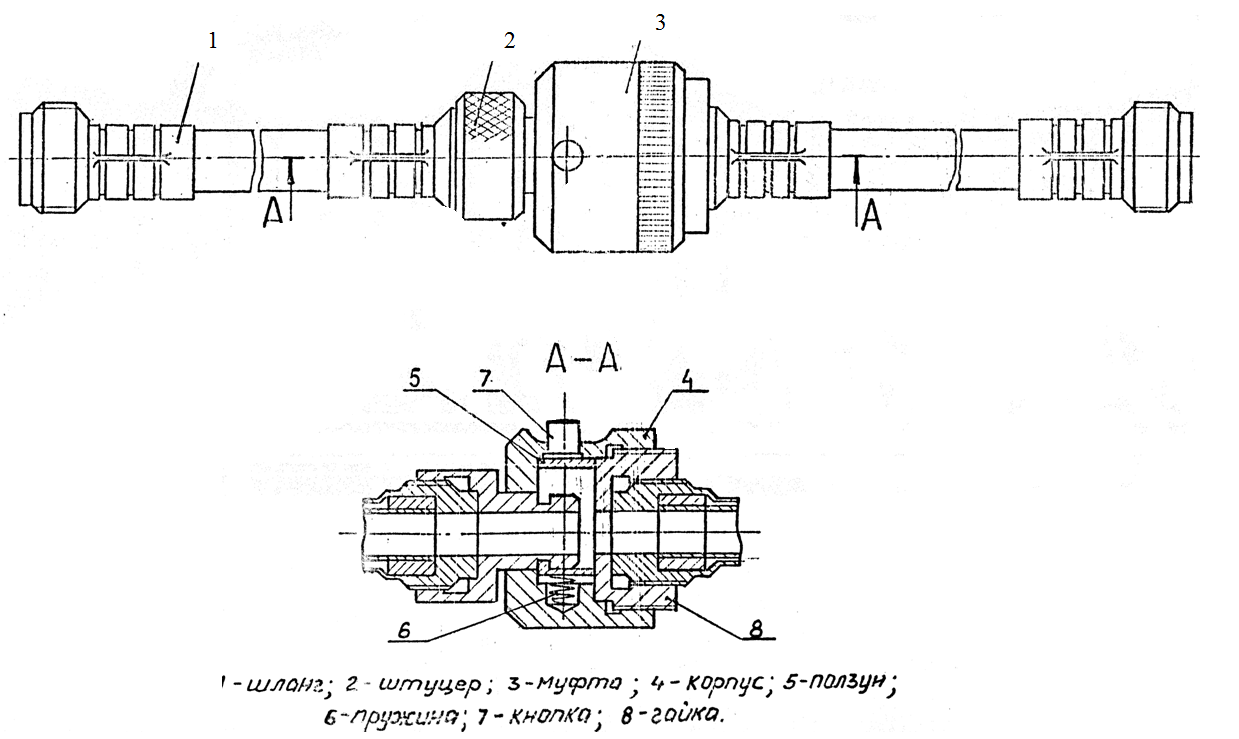 1 2 3
А А
А-А
5 7 4
6 8
1-шланг; 2-штуцер; 3-муфта; 4-корпус; 5-ползун;
6-пружина; 7-кнопка; 8-гайка.